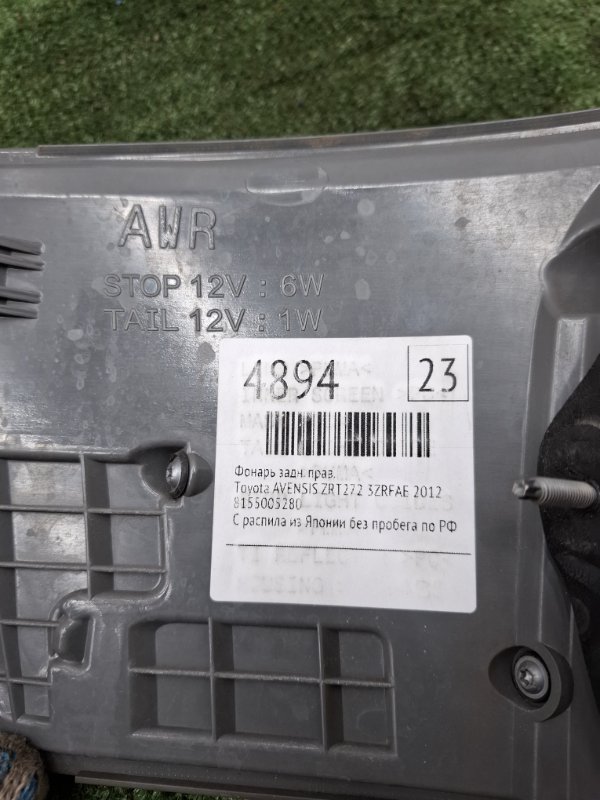 AWR
STOP 12V : 6W
TAIL 12V : 1W
4894
23
Фонарь задн. прав.
Toyota AVENSIS ZRT272 3ZRFAE 2012
8155005280
С распила из Японии без пробега по РФ